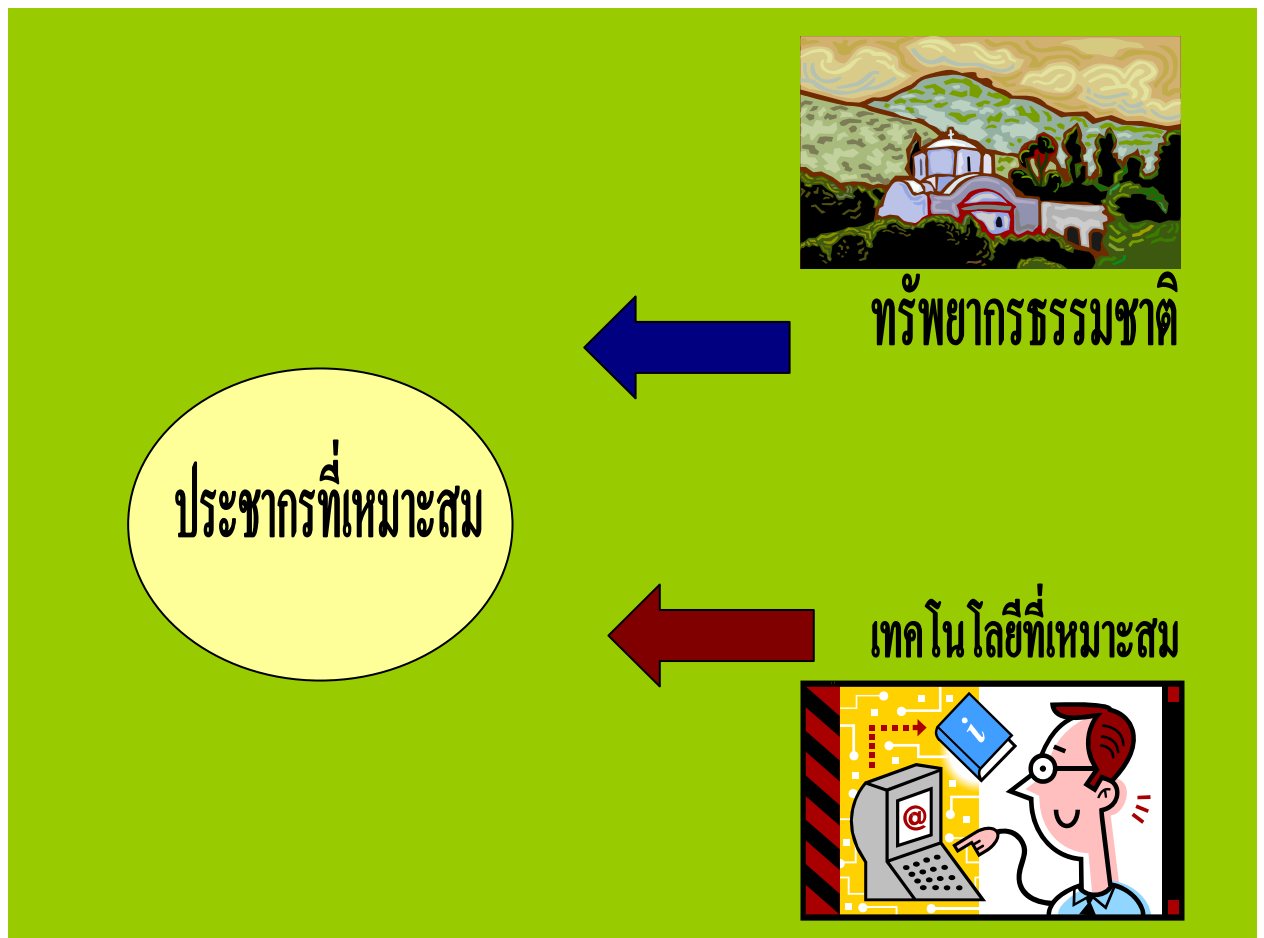 ทรัพยากรธรรมชาติ
ประชากรที่เหมาะสม
เทคโนโลยีที่เหมาะสม
i
@